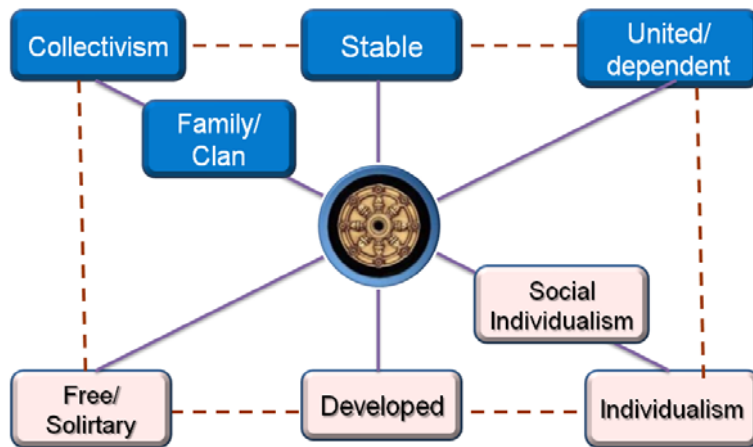 Collectivism
Stable
United/
dependent
Family/
Clan
Social
Individualism
Free/
Solirtary
Developed
Individualism